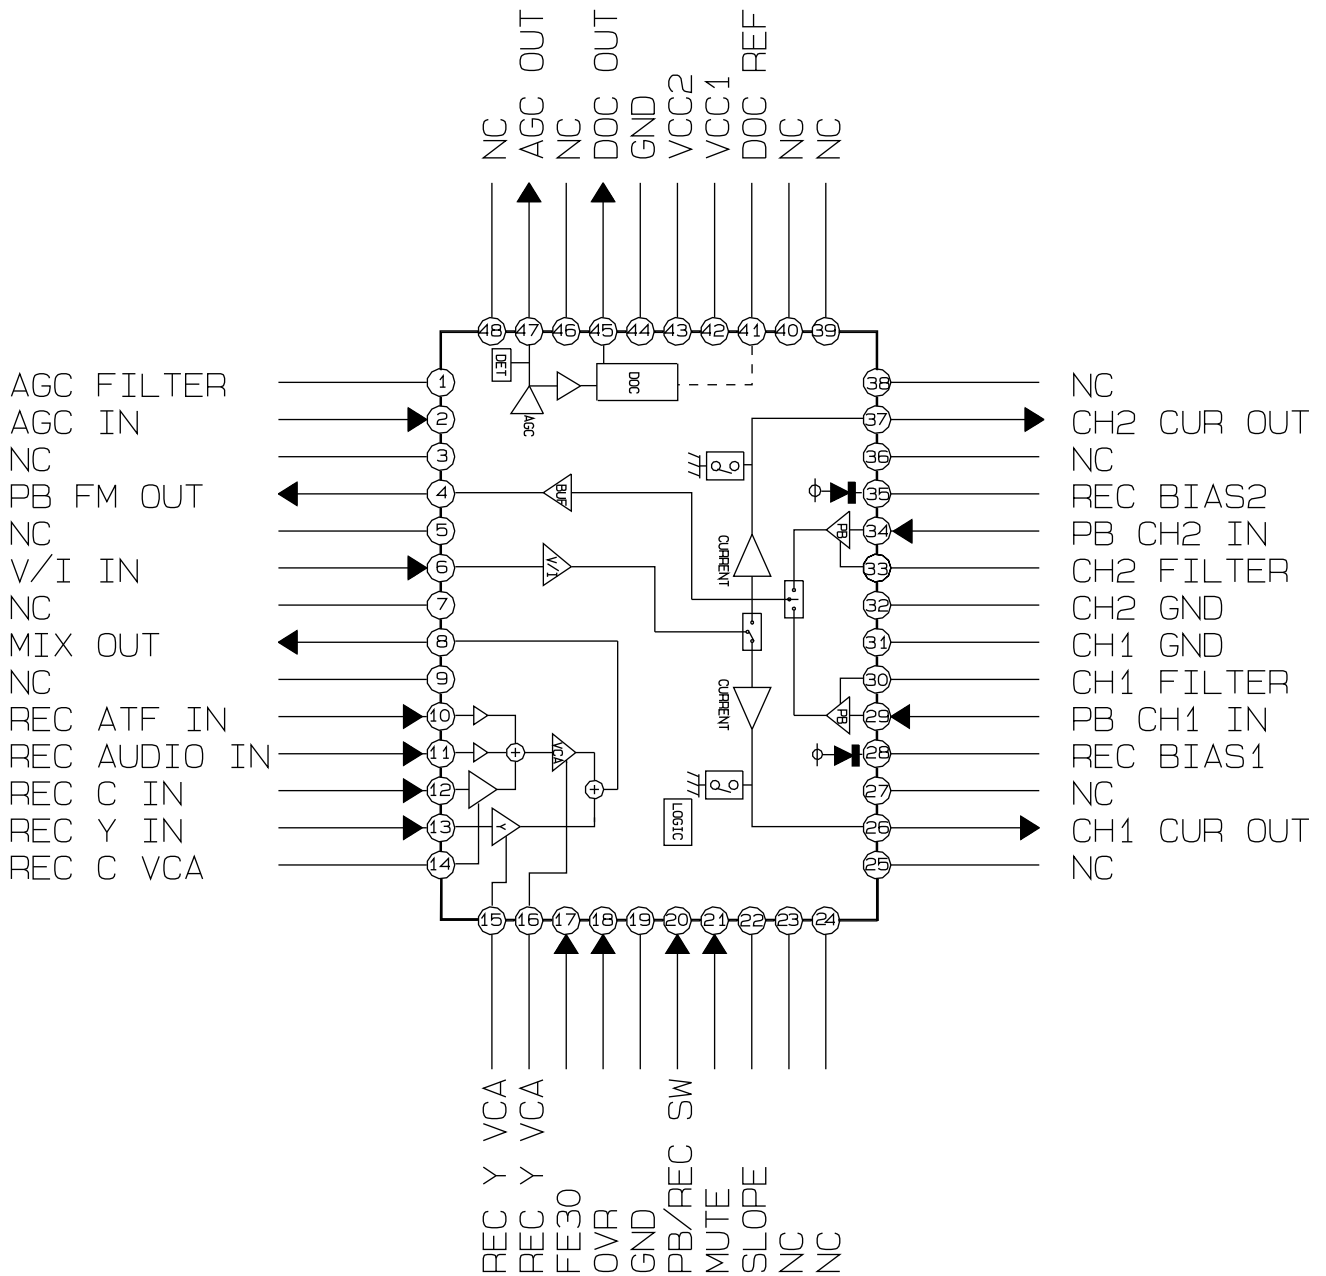 NC
AGC OUT
NC
DOC OUT
GND
VCC2
VCC1
DOC REF
NC
NC
48 47 46 45 44 43 42 41 40 39
DET
DOC
AGC
AGC FILTER
AGC IN
NC
PB FM OUT
NC
V/I IN
NC
MIX OUT
NC
REC ATF IN
REC AUDIO IN
REC C IN
REC Y IN
REC C VCA
1
2
3
4
5
6
7
8
9
10
11
12
13
14
BUF
V/I
VCA
Y
+
+
CURRENT
CURRENT
LOGIC
PB
PB
38
37
36
35
34
33
32
31
30
29
28
27
26
25
NC
CH2 CUR OUT
NC
REC BIAS2
PB CH2 IN
CH2 FILTER
CH2 GND
CH1 GND
CH1 FILTER
PB CH1 IN
REC BIAS1
NC
CH1 CUR OUT
NC
15 16 17 18 19 20 21 22 23 24
REC Y VCA
REC Y VCA
FE30
OVR
GND
PB/REC SW
MUTE
SLOPE
NC
NC